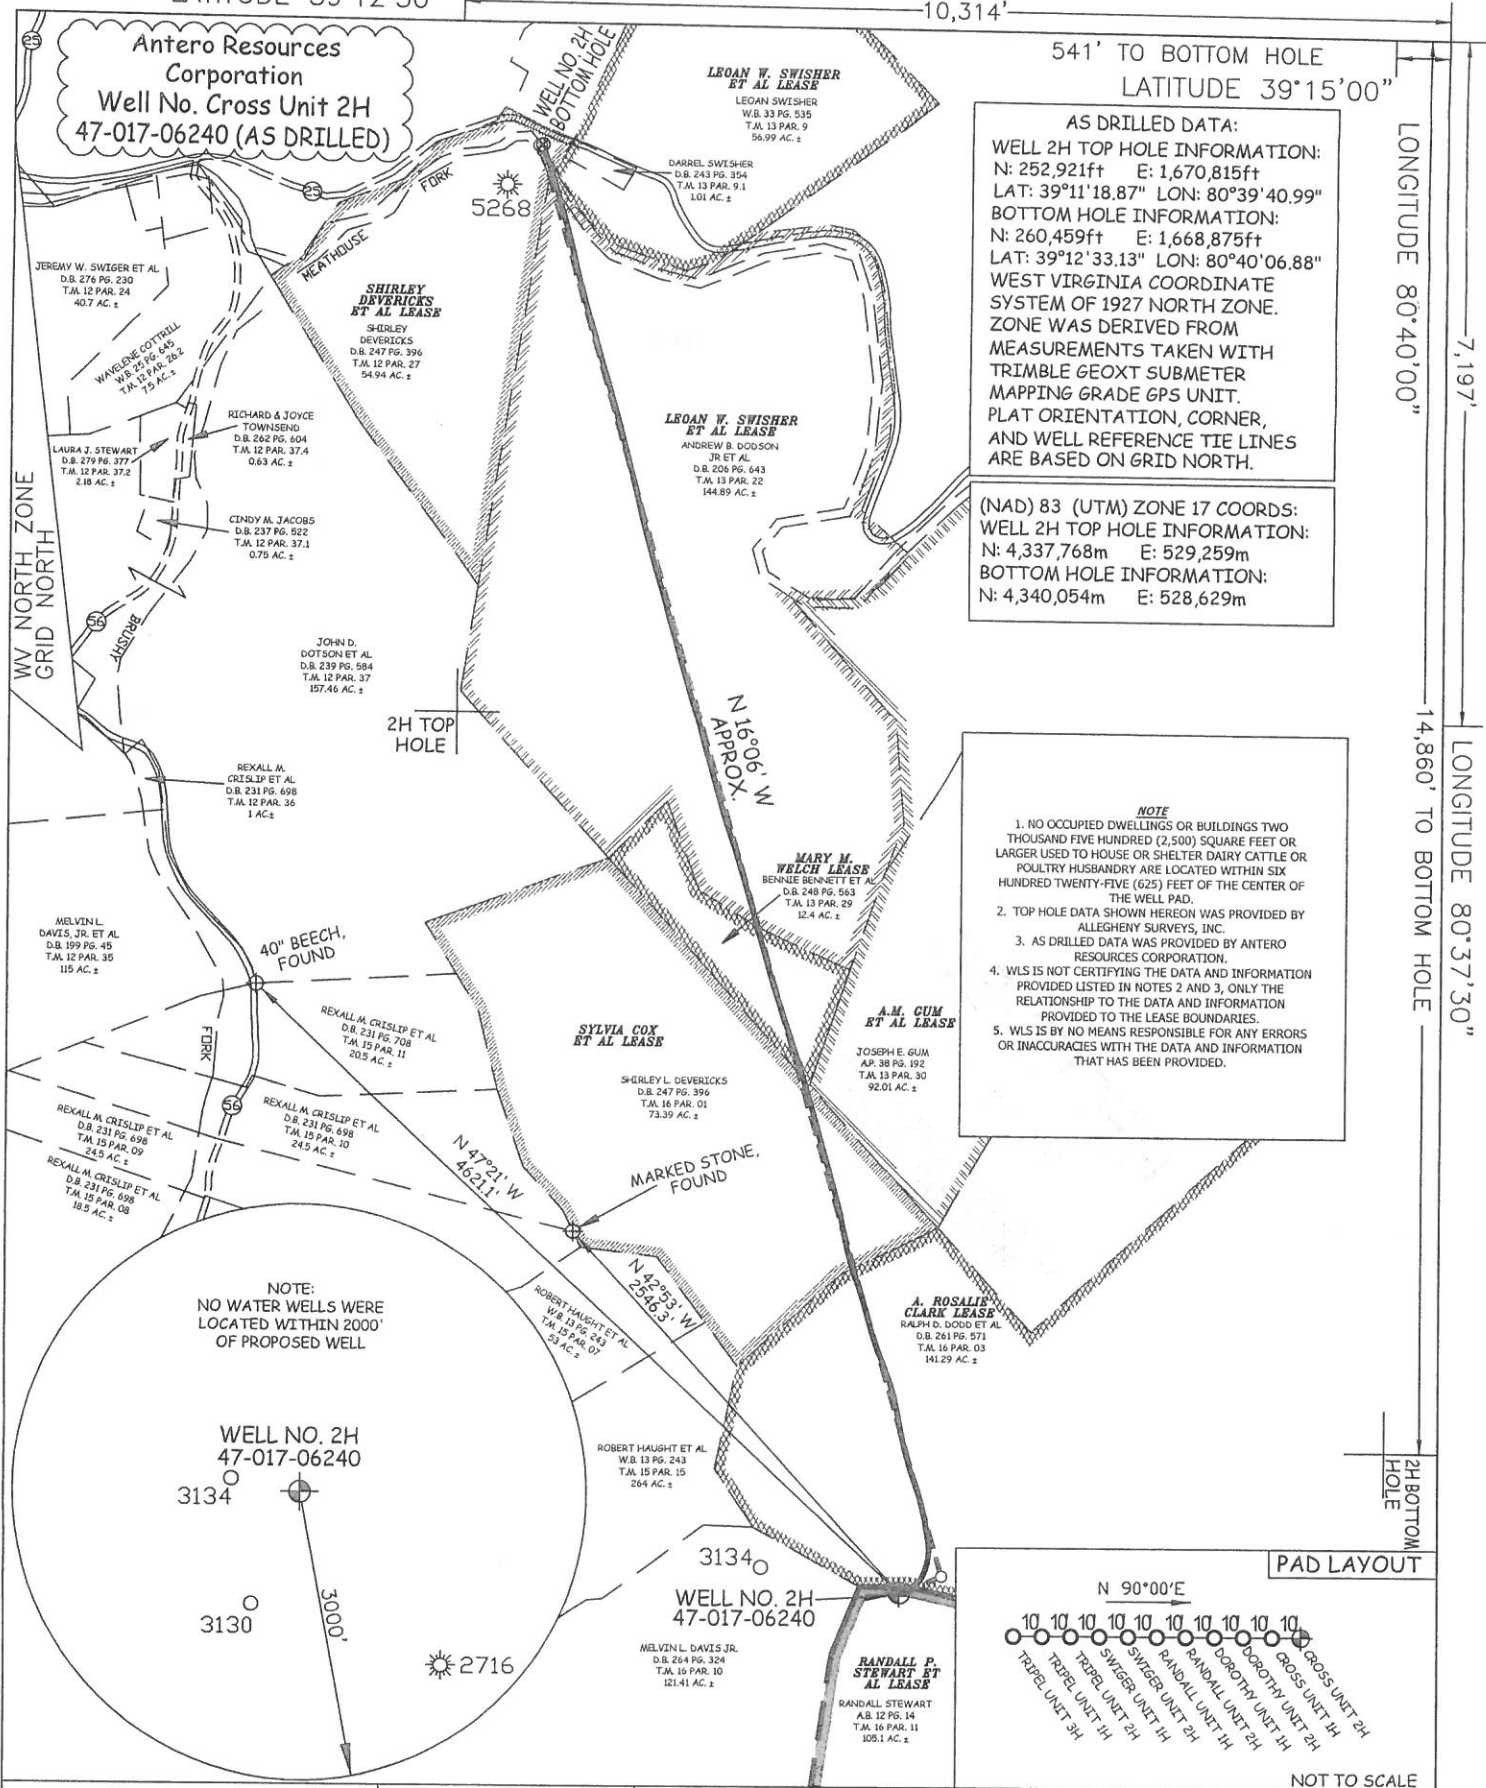 10,314'
Antero Resources
Corporation
Well No. Cross Unit 2H
47-017-06240 (AS DRILLED)
25
25
WELL NO. 2H
BOTTOM HOLE
541' TO BOTTOM HOLE
LATITUDE 39°15'00"
LEOAN W. SWISHER
ET AL LEASE
LEOAN SWISHER
W.B. 33 PG. 535
T.M. 13 PAR. 9
56.99 AC. ±
DARREL SWISHER
D.B. 243 PG. 354
T.M. 13 PAR. 9.1
1.01 AC. ±
FORK
MEATHOUSE
5268
AS DRILLED DATA:
WELL 2H TOP HOLE INFORMATION:
N: 252,921ft E: 1,670,815ft
LAT: 39°11'18.87" LON: 80°39'40.99"
BOTTOM HOLE INFORMATION:
N: 260,459ft E: 1,668,875ft
LAT: 39°12'33.13" LON: 80°40'06.88"
WEST VIRGINIA COORDINATE
SYSTEM OF 1927 NORTH ZONE.
ZONE WAS DERIVED FROM
MEASUREMENTS TAKEN WITH
TRIMBLE GEOXT SUBMETER
MAPPING GRADE GPS UNIT.
PLAT ORIENTATION, CORNER,
AND WELL REFERENCE TIE LINES
ARE BASED ON GRID NORTH.
LONGITUDE 80°40'00"
7,197'
JEREMY W. SWIGER ET AL
D.B. 276 PG. 230
T.M. 12 PAR. 24
40.7 AC. ±
SHIRLEY
DEVERICKS
ET AL LEASE
SHIRLEY
DEVERICKS
D.B. 247 PG. 396
T.M. 12 PAR. 27
54.94 AC. ±
WAVELENE COTTRILL
W.B. 25 PG. 645
T.M. 12 PAR. 26.2
7.5 AC. ±
RICHARD & JOYCE
TOWNSEND
D.B. 262 PG. 604
T.M. 12 PAR. 37.4
0.63 AC. ±
LAURA J. STEWART
D.B. 279 PG. 377
T.M. 12 PAR. 37.2
2.18 AC. ±
LEOAN W. SWISHER
ET AL LEASE
ANDREW B. DODSON
JR ET AL
D.B. 206 PG. 643
T.M. 13 PAR. 22
144.89 AC. ±
CINDY M. JACOBS
D.B. 237 PG. 522
T.M. 12 PAR. 37.1
0.75 AC. ±
WV NORTH ZONE
GRID NORTH
(NAD) 83 (UTM) ZONE 17 COORDS:
WELL 2H TOP HOLE INFORMATION:
N: 4,337,768m E: 529,259m
BOTTOM HOLE INFORMATION:
N: 4,340,054m E: 528,629m
56
BRUSHY
JOHN D.
DOTSON ET AL
D.B. 239 PG. 584
T.M. 12 PAR. 37
157.46 AC. ±
2H TOP
HOLE
N 16°06' W
APPROX.
14,860' TO BOTTOM HOLE
LONGITUDE 80°37'30"
REXALL M.
CRISLIP ET AL
D.B. 231 PG. 698
T.M. 12 PAR. 36
1 AC.±
NOTE
1. NO OCCUPIED DWELLINGS OR BUILDINGS TWO
THOUSAND FIVE HUNDRED (2,500) SQUARE FEET OR
LARGER USED TO HOUSE OR SHELTER DAIRY CATTLE OR
POULTRY HUSBANDRY ARE LOCATED WITHIN SIX
HUNDRED TWENTY-FIVE (625) FEET OF THE CENTER OF
THE WELL PAD.
2. TOP HOLE DATA SHOWN HEREON WAS PROVIDED BY
ALLEGHENY SURVEYS, INC.
3. AS DRILLED DATA WAS PROVIDED BY ANTERO
RESOURCES CORPORATION.
4. WLS IS NOT CERTIFYING THE DATA AND INFORMATION
PROVIDED LISTED IN NOTES 2 AND 3, ONLY THE
RELATIONSHIP TO THE DATA AND INFORMATION
PROVIDED TO THE LEASE BOUNDARIES.
5. WLS IS BY NO MEANS RESPONSIBLE FOR ANY ERRORS
OR INACCURACIES WITH THE DATA AND INFORMATION
THAT HAS BEEN PROVIDED.
MARY M.
WELCH LEASE
BENNIE BENNETT ET AL
D.B. 248 PG. 563
T.M. 13 PAR. 29
12.4 AC. ±
MELVIN L.
DAVIS, JR. ET AL
D.B. 199 PG. 45
T.M. 12 PAR. 35
115 AC. ±
40" BEECH,
FOUND
REXALL M. CRISLIP ET AL
D.B. 231 PG. 708
T.M. 15 PAR. 11
20.5 AC. ±
SYLVIA COX
ET AL LEASE
SHIRLEY L. DEVERICKS
D.B. 247 PG. 396
T.M. 16 PAR. 01
73.39 AC. ±
A.M. GUM
ET AL LEASE
JOSEPH E. GUM
A.P. 38 PG. 192
T.M. 13 PAR. 30
92.01 AC. ±
FORK
56
REXALL M. CRISLIP ET AL
D.B. 231 PG. 698
T.M. 15 PAR. 09
24.5 AC. ±
REXALL M. CRISLIP ET AL
D.B. 231 PG. 698
T.M. 15 PAR. 10
24.5 AC. ±
REXALL M. CRISLIP ET AL
D.B. 231 PG. 698
T.M. 15 PAR. 08
18.5 AC. ±
N 47°21' W
4621.1'
MARKED STONE,
FOUND
N 42°53' W
2546.3'
ROBERT HAUGHT ET AL
W.B. 13 PG. 243
T.M. 15 PAR. 07
53 AC. ±
A. ROSALIE
CLARK LEASE
RALPH D. DODD ET AL
D.B. 261 PG. 571
T.M. 16 PAR. 03
141.29 AC. ±
NOTE:
NO WATER WELLS WERE
LOCATED WITHIN 2000'
OF PROPOSED WELL
WELL NO. 2H
47-017-06240
3134
3130
3000'
2716
ROBERT HAUGHT ET AL
W.B. 13 PG. 243
T.M. 15 PAR. 15
264 AC. ±
2H BOTTOM
HOLE
3134
WELL NO. 2H
47-017-06240
MELVIN L. DAVIS JR.
D.B. 264 PG. 324
T.M. 16 PAR. 10
121.41 AC. ±
RANDALL P.
STEWART ET
AL LEASE
RANDALL STEWART
A.B. 12 PG. 14
T.M. 16 PAR. 11
105.1 AC. ±
PAD LAYOUT
N 90°00'E
10' 10' 10' 10' 10' 10' 10' 10' 10' 10'
TRIPEL UNIT 3H
TRIPEL UNIT 1H
TRIPEL UNIT 2H
SWIGER UNIT 1H
SWIGER UNIT 2H
RANDALL UNIT 1H
RANDALL UNIT 2H
DOROTHY UNIT 1H
DOROTHY UNIT 2H
CROSS UNIT 1H
CROSS UNIT 2H
NOT TO SCALE